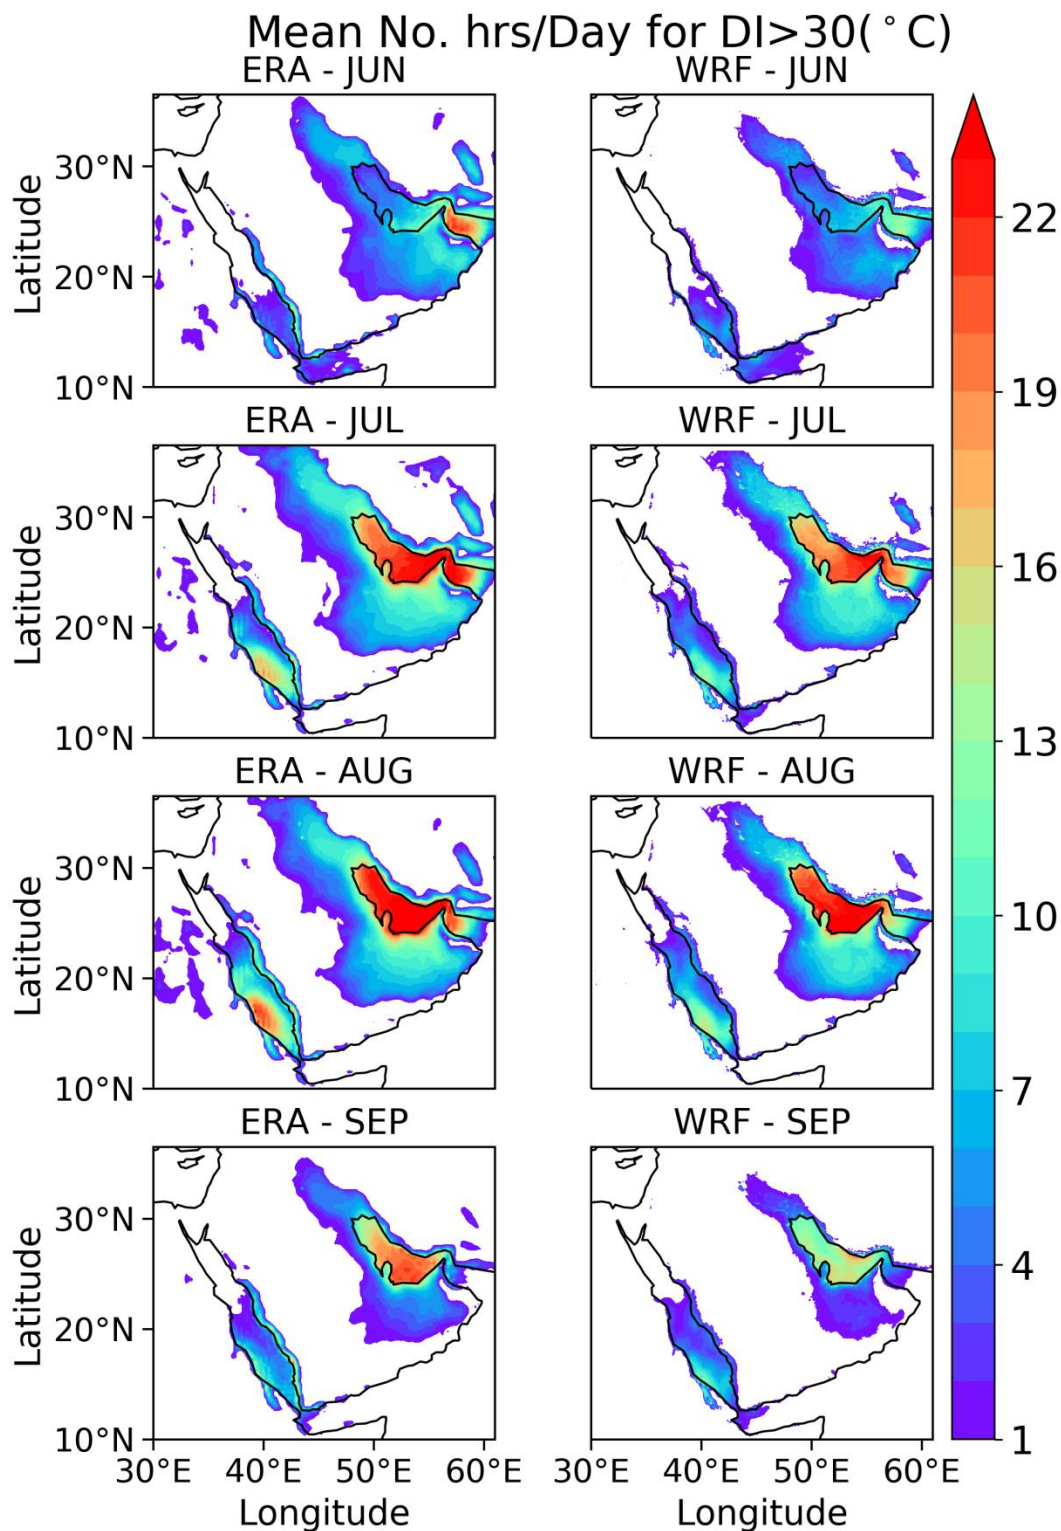 Mean No. hrs/Day for DI>30(°C)
ERA - JUN
WRF - JUN
Latitude
30°N
20°N
10°N
ERA - JUL
WRF - JUL
Latitude
30°N
20°N
10°N
ERA - AUG
WRF - AUG
Latitude
30°N
20°N
10°N
ERA - SEP
WRF - SEP
Latitude
30°N
20°N
10°N
30°E 40°E 50°E 60°E
30°E 40°E 50°E 60°E
Longitude
Longitude
22
19
16
13
10
7
4
1